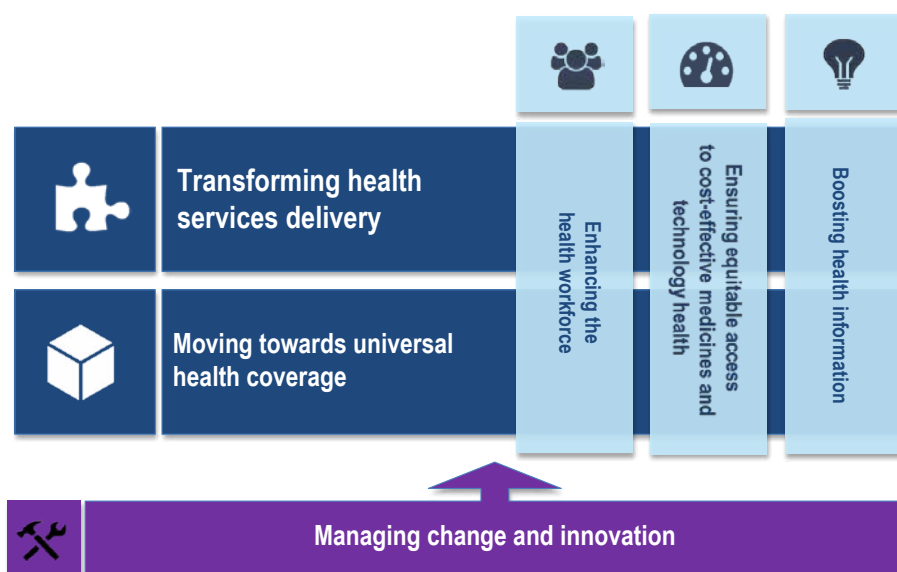 Transforming health
services delivery
Moving towards universal
health coverage
Enhancing the
health workforce
Ensuring equitable access
to cost-effective medicines and
technology health
Boosting health information
Managing change and innovation